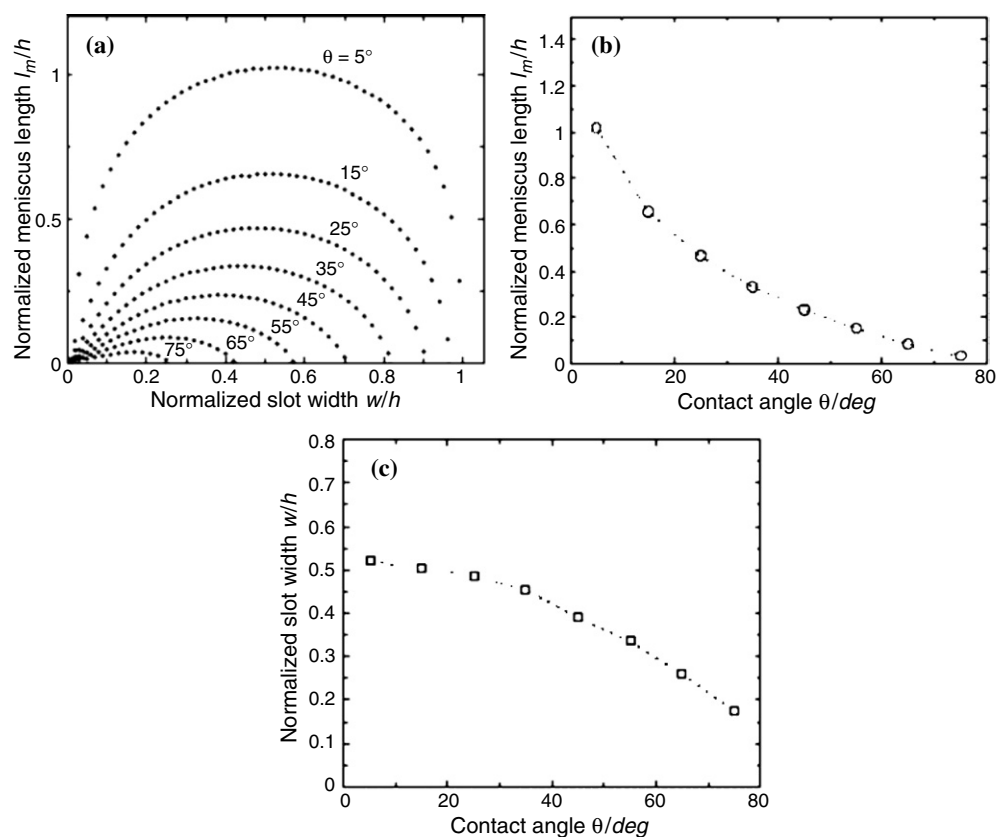 (a)
Normalized meniscus length lₘ/h
1
0.5
0
θ = 5°
15°
25°
35°
45°
55°
65°
75°
0 0.2 0.4 0.6 0.8 1
Normalized slot width w/h
(b)
Normalized meniscus length lₘ/h
1.4
1.2
1
0.8
0.6
0.4
0.2
0
0 20 40 60 80
Contact angle θ/deg
(c)
Normalized slot width w/h
0.8
0.7
0.6
0.5
0.4
0.3
0.2
0.1
0
0 20 40 60 80
Contact angle θ/deg